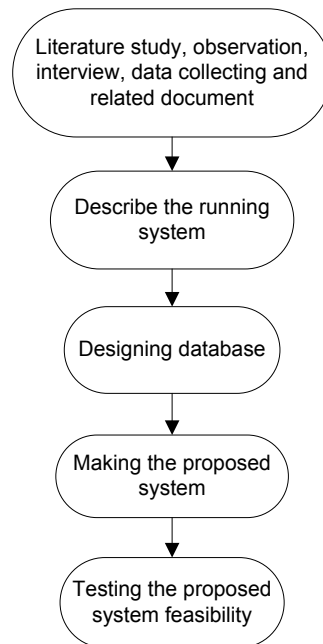 Literature study, observation,
interview, data collecting and
related document
Describe the running
system
Designing database
Making the proposed
system
Testing the proposed
system feasibility